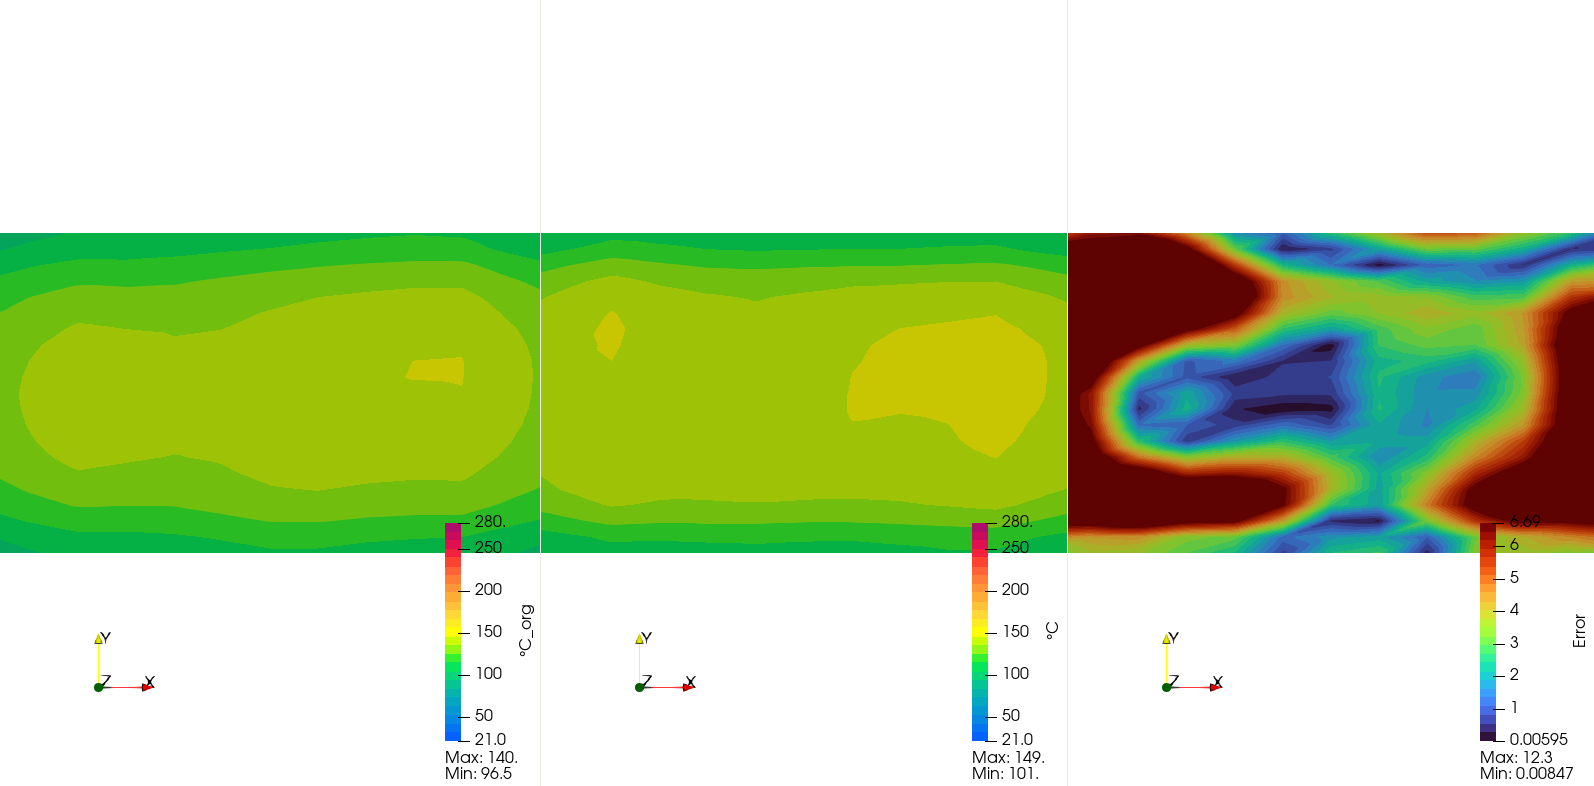 280.
250
200
150
100
50
21.0
°C_org
Max: 140.
Min: 96.5
Y
Z
X
280.
250
200
150
100
50
21.0
°C
Max: 149.
Min: 101.
Y
Z
X
6.69
6
5
4
3
2
1
0.00595
Error
Max: 12.3
Min: 0.00847
Y
Z
X